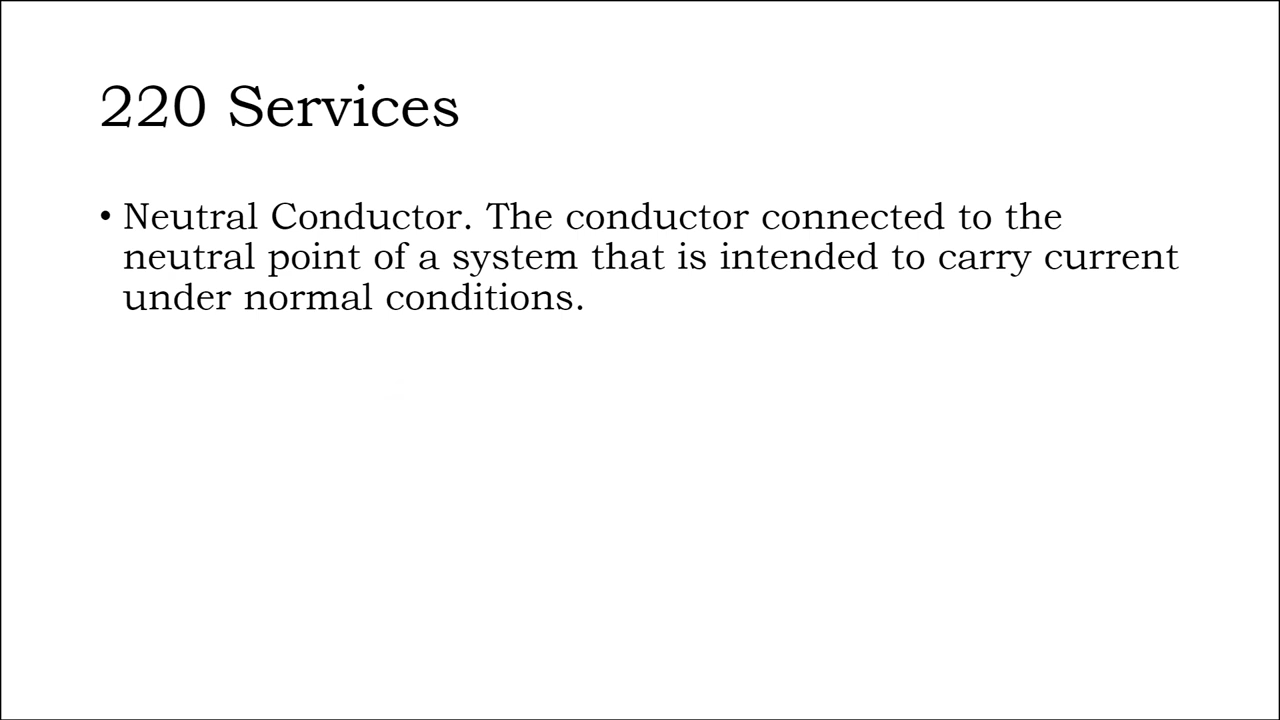 220 Services
• Neutral Conductor. The conductor connected to the
neutral point of a system that is intended to carry current
under normal conditions.